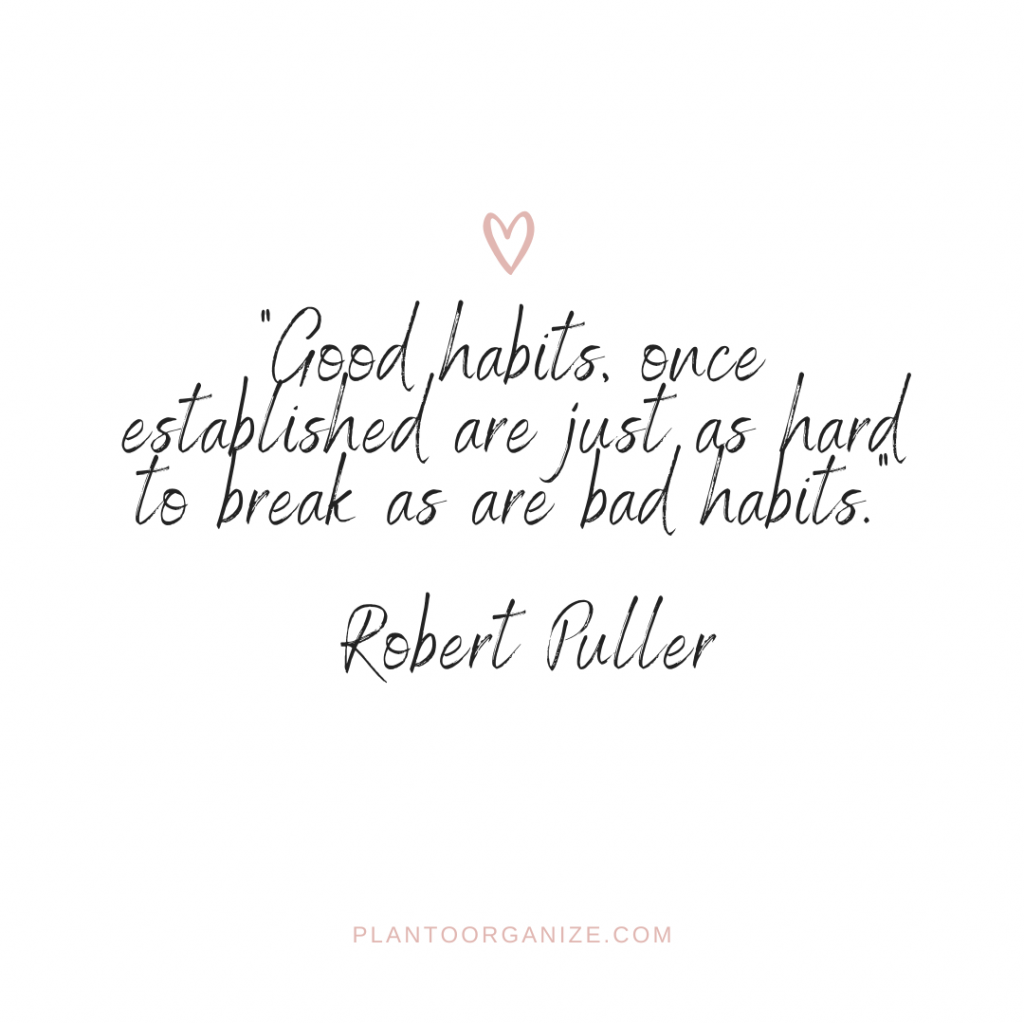 "Good habits, once
established are just as hard
to break as are bad habits."
Robert Puller
PLANTOORGANIZE.COM